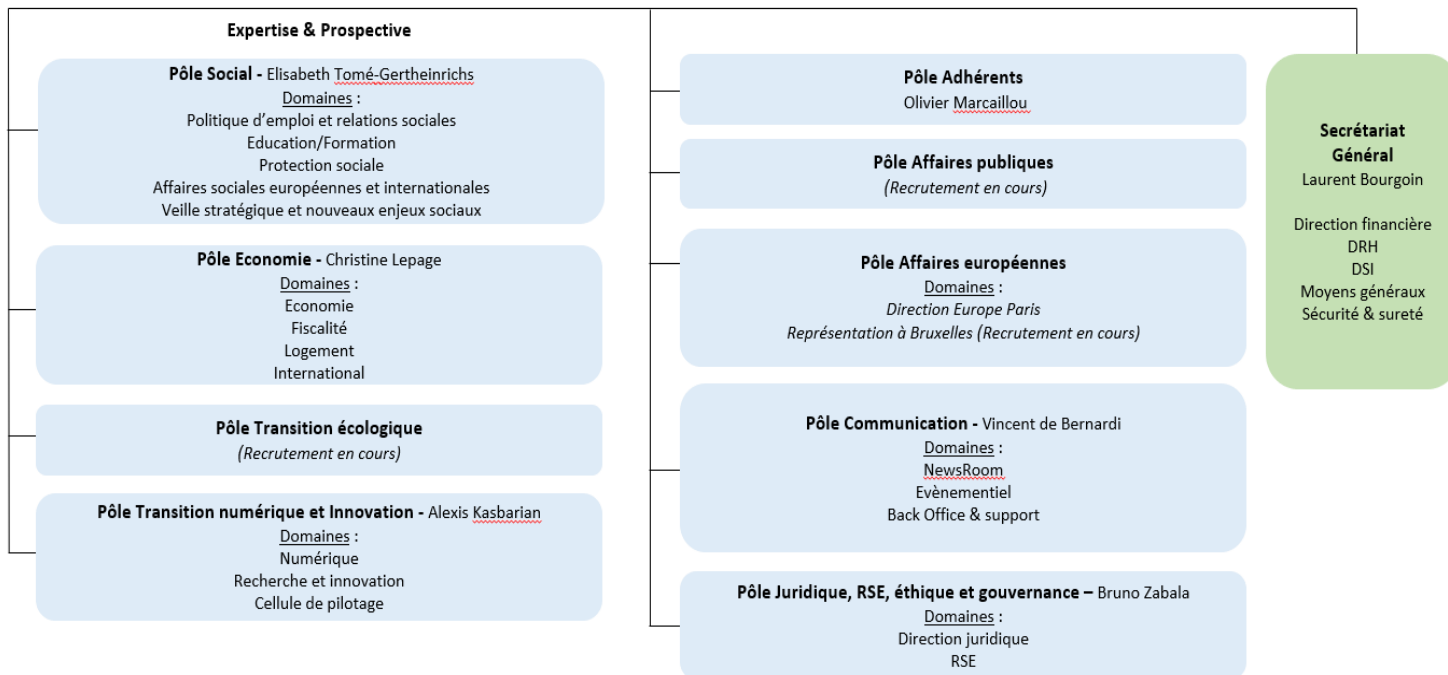 Expertise & Prospective
Pôle Social - Elisabeth Tomé-Gertheinrichs
Domaines :
Politique d’emploi et relations sociales
Education/Formation
Protection sociale
Affaires sociales européennes et internationales
Veille stratégique et nouveaux enjeux sociaux
Pôle Economie - Christine Lepage
Domaines :
Economie
Fiscalité
Logement
International
Pôle Transition écologique
(Recrutement en cours)
Pôle Transition numérique et Innovation - Alexis Kasbarian
Domaines :
Numérique
Recherche et innovation
Cellule de pilotage
Pôle Adhérents
Olivier Marcaillou
Pôle Affaires publiques
(Recrutement en cours)
Pôle Affaires européennes
Domaines :
Direction Europe Paris
Représentation à Bruxelles (Recrutement en cours)
Pôle Communication - Vincent de Bernardi
Domaines :
NewsRoom
Evènementiel
Back Office & support
Pôle Juridique, RSE, éthique et gouvernance – Bruno Zabala
Domaines :
Direction juridique
RSE
Secrétariat
Général
Laurent Bourgoin
Direction financière
DRH
DSI
Moyens généraux
Sécurité & sureté